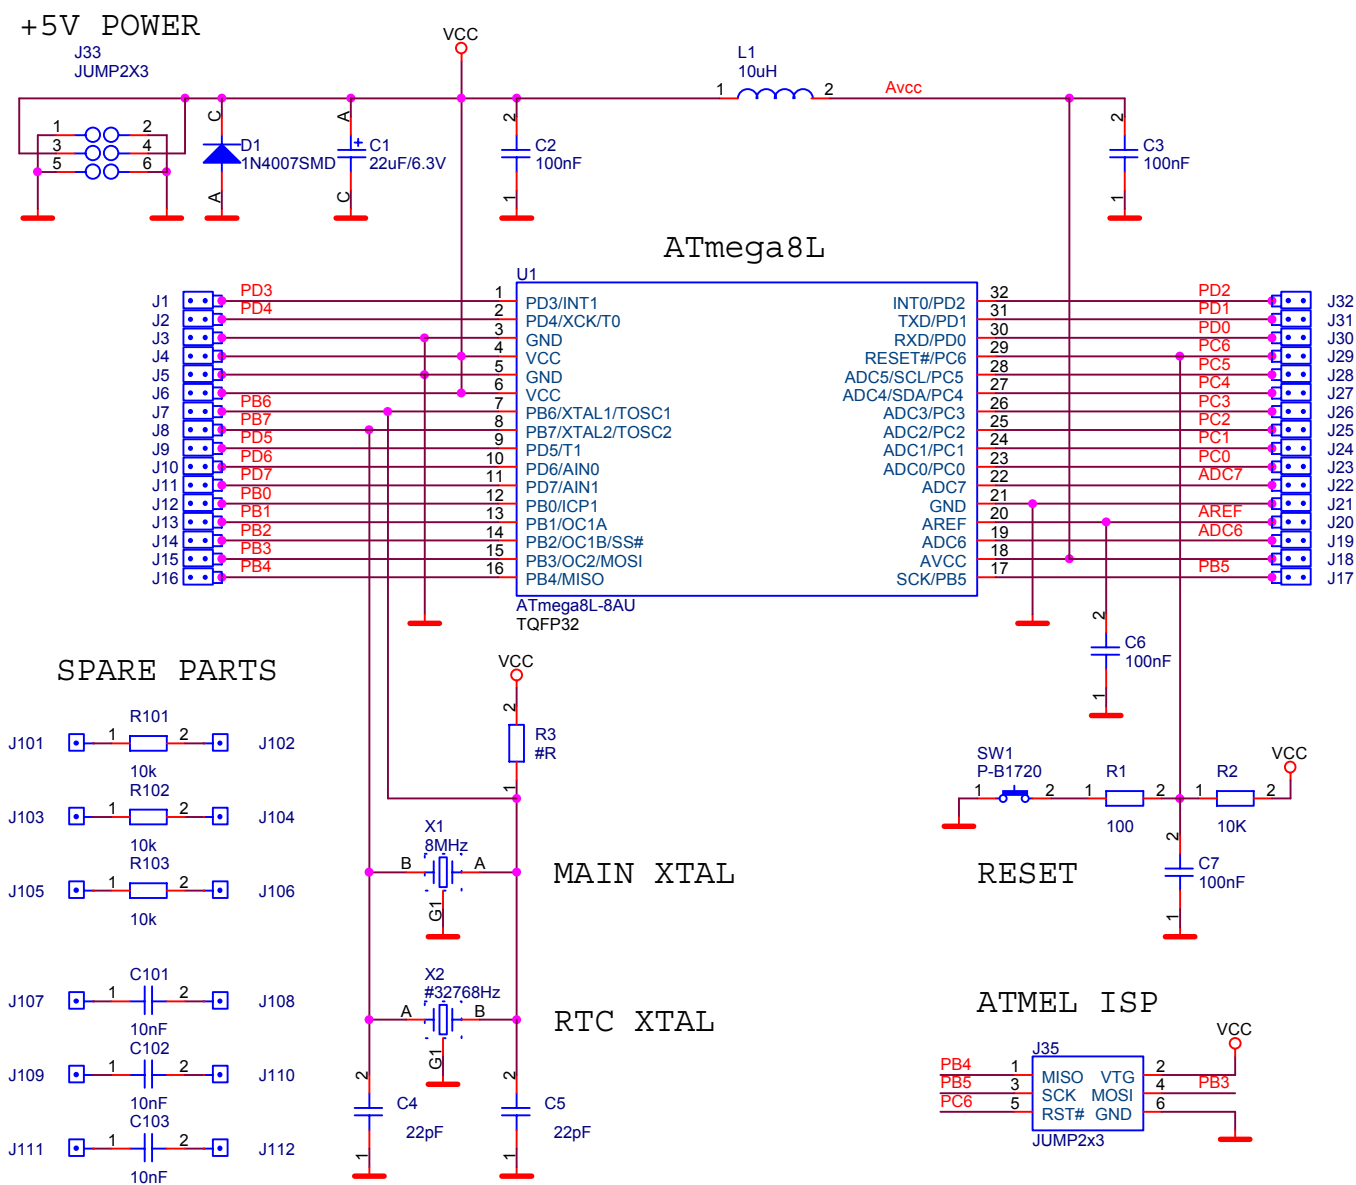 +5V POWER
J33
JUMP2X3
VCC
L1
10uH
1 2 Avcc
C A 2 2
1 2
3 4
5 6
D1
1N4007SMD
C1
22uF/6.3V
C2
100nF
C3
100nF
A C 1 1
ATmega8L
U1
J1 PD3 1 PD3/INT1 INT0/PD2 32 PD2 J32
J2 PD4 2 PD4/XCK/T0 TXD/PD1 31 PD1 J31
J3 3 GND RXD/PD0 30 PD0 J30
J4 4 VCC RESET#/PC6 29 PC6 J29
J5 5 GND ADC5/SCL/PC5 28 PC5 J28
J6 6 VCC ADC4/SDA/PC4 27 PC4 J27
J7 PB6 7 PB6/XTAL1/TOSC1 ADC3/PC3 26 PC3 J26
J8 PB7 8 PB7/XTAL2/TOSC2 ADC2/PC2 25 PC2 J25
J9 PD5 9 PD5/T1 ADC1/PC1 24 PC1 J24
J10 PD6 10 PD6/AIN0 ADC0/PC0 23 PC0 J23
J11 PD7 11 PD7/AIN1 ADC7 22 ADC7 J22
J12 PB0 12 PB0/ICP1 GND 21 J21
J13 PB1 13 PB1/OC1A AREF 20 AREF J20
J14 PB2 14 PB2/OC1B/SS# ADC6 19 ADC6 J19
J15 PB3 15 PB3/OC2/MOSI AVCC 18 J18
J16 PB4 16 PB4/MISO SCK/PB5 17 PB5 J17
ATmega8L-8AU
TQFP32
2
C6
100nF
1
SPARE PARTS
R101
J101 1 2 J102
10k
R102
J103 1 2 J104
10k
R103
J105 1 2 J106
10k
C101
J107 1 2 J108
10nF
C102
J109 1 2 J110
10nF
C103
J111 1 2 J112
10nF
VCC
2
R3
#R
1
X1
8MHz
B A
G1
MAIN XTAL
X2
#32768Hz
A B
G1
RTC XTAL
2 2
C4
22pF
C5
22pF
1 1
SW1
P-B1720
R1
R2
VCC
1 2 1 2 1 2
100
10K
2
C7
100nF
1
RESET
ATMEL ISP
VCC
J35
PB4 1 MISO VTG 2
PB5 3 SCK MOSI 4 PB3
PC6 5 RST# GND 6
JUMP2x3